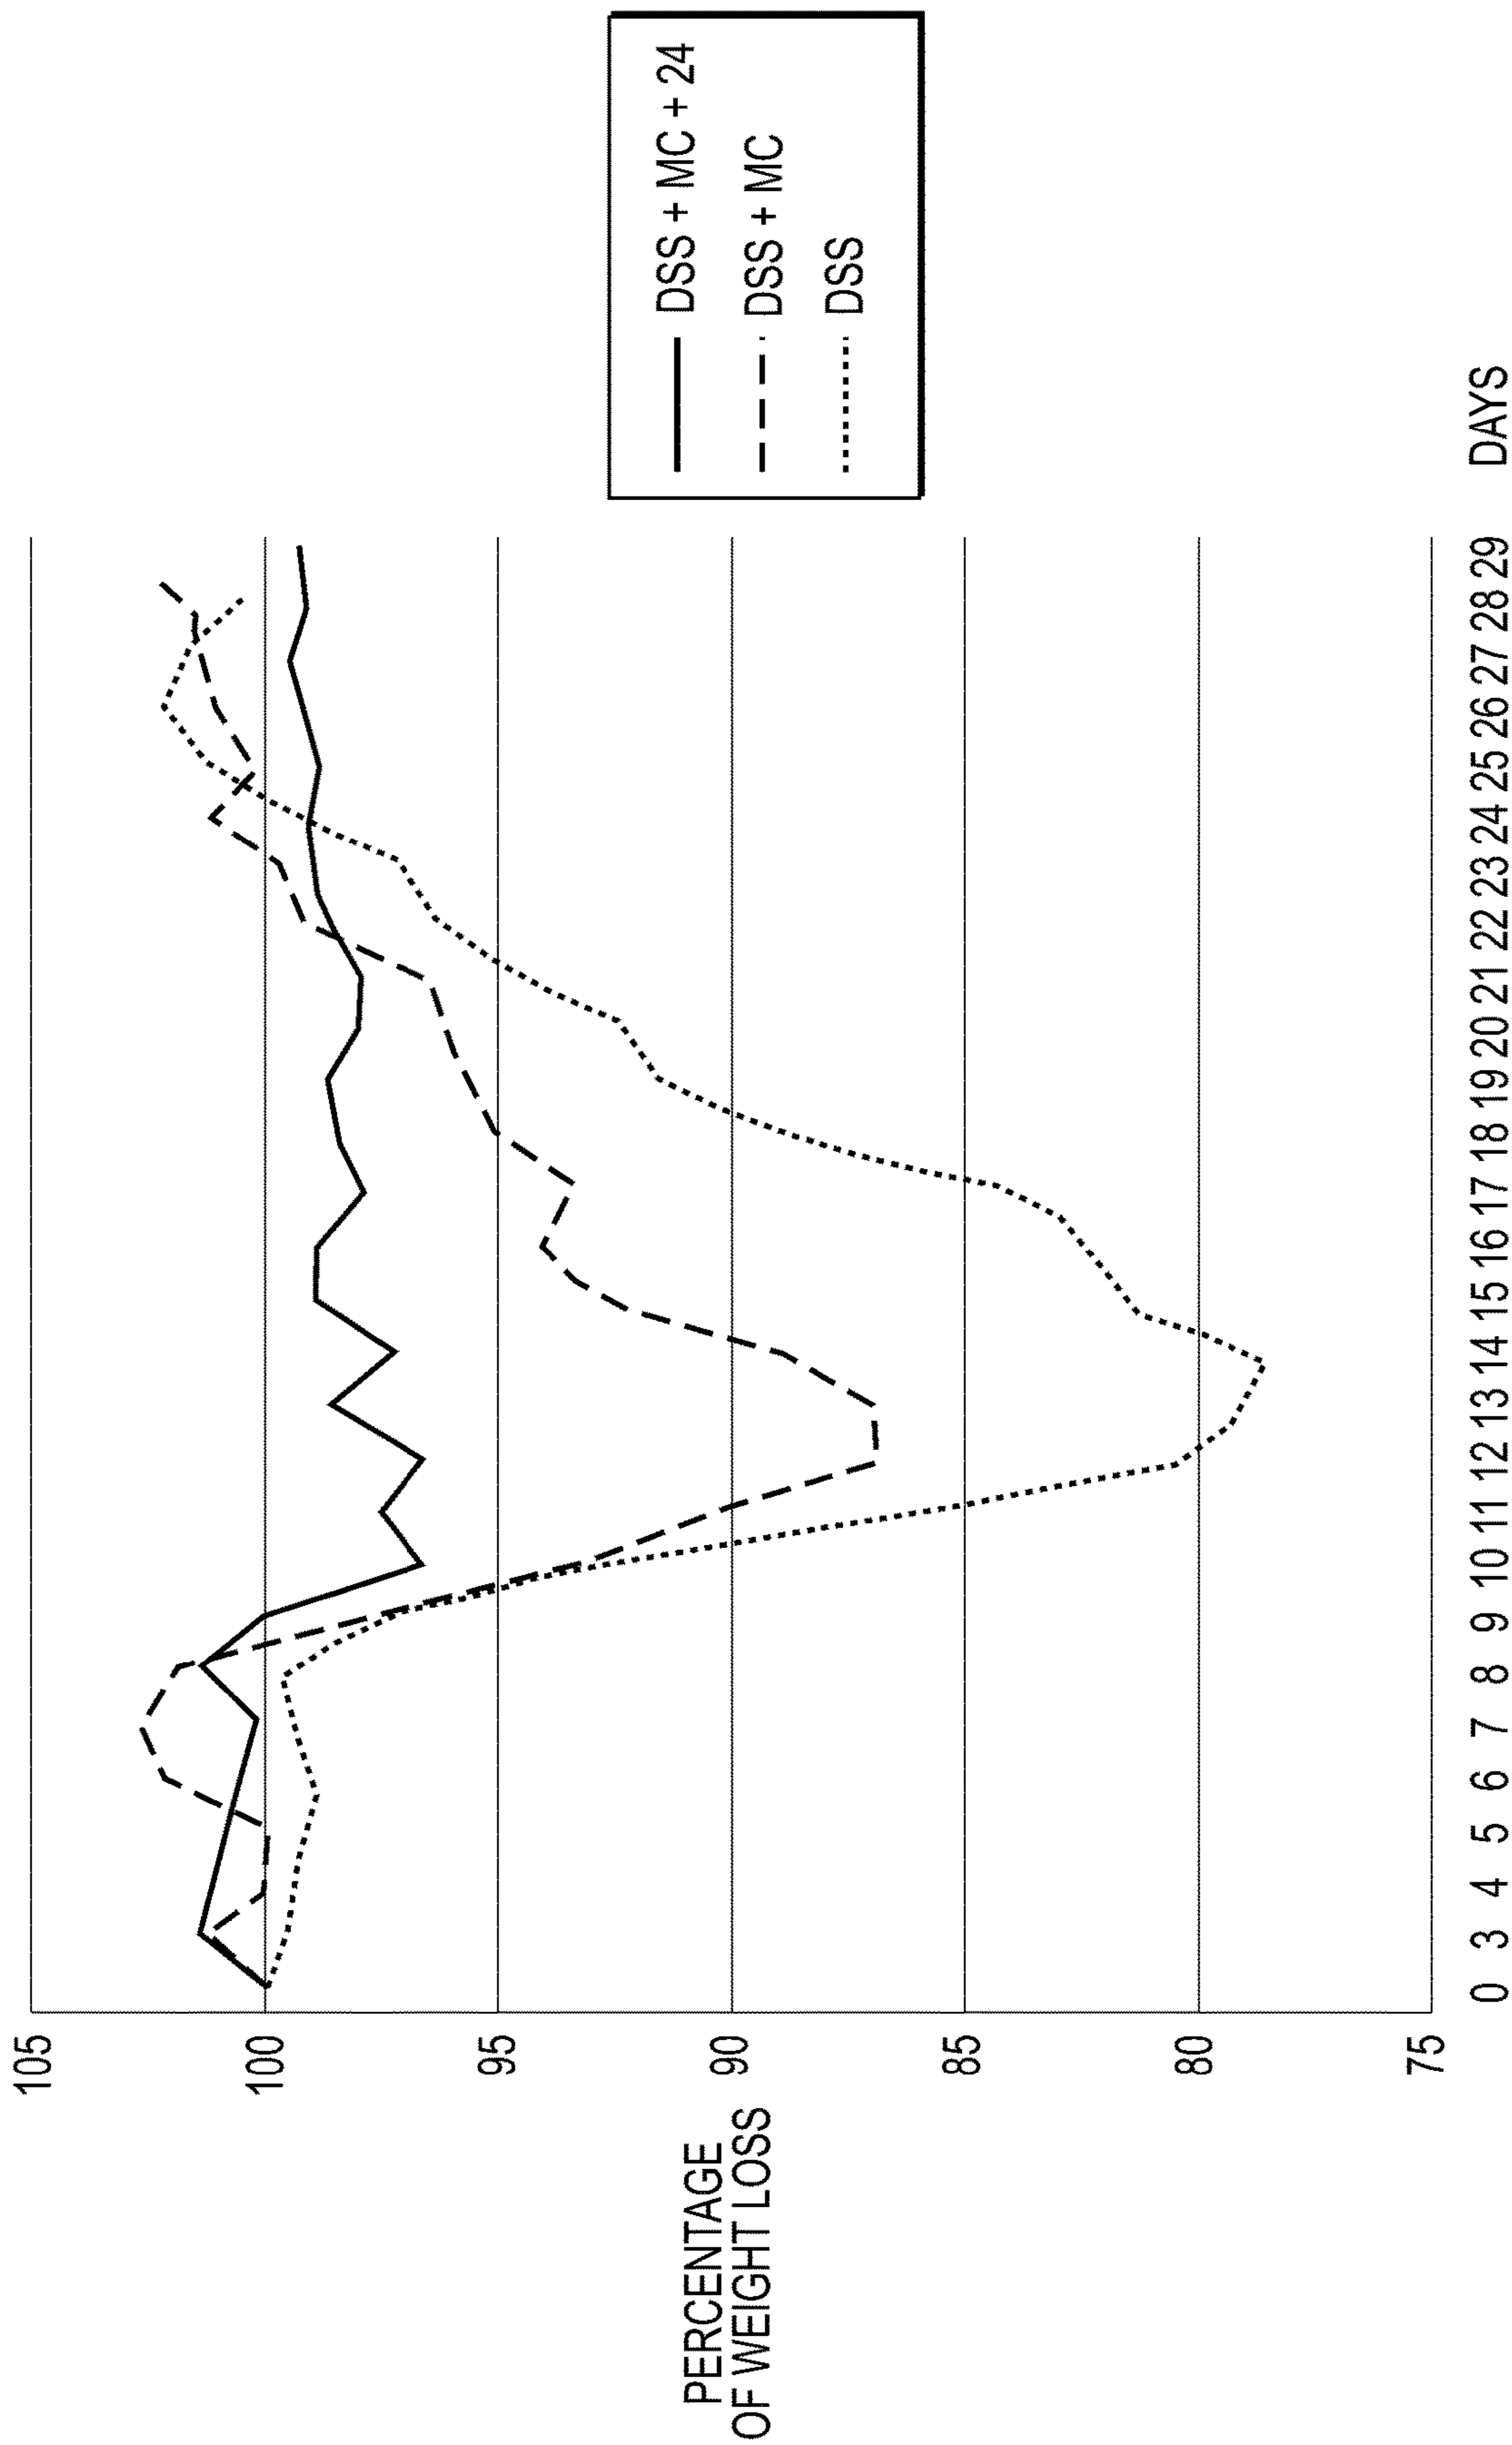 105
100
95
90
85
80
75
PERCENTAGE
OF WEIGHT LOSS
0 3 4 5 6 7 8 9 10 11 12 13 14 15 16 17 18 19 20 21 22 23 24 25 26 27 28 29 DAYS
DSS + MC + 24
DSS + MC
DSS